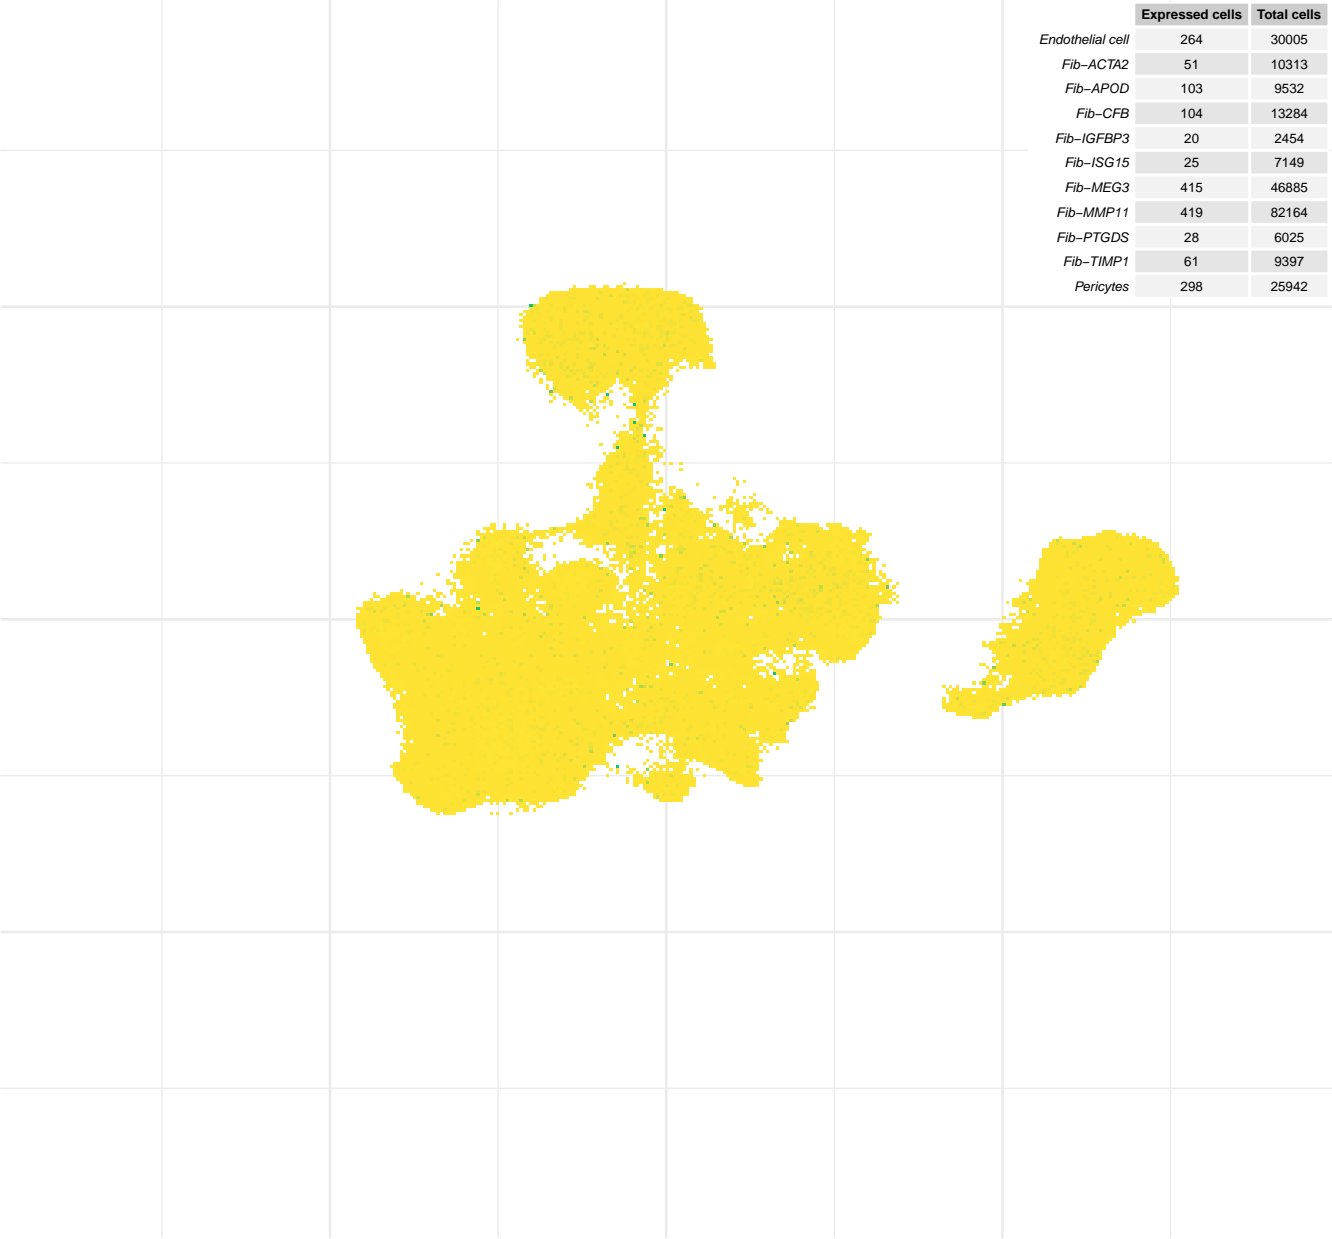 Expressed cells Total cells
Endothelial cell 264 30005
Fib−ACTA2 51 10313
Fib−APOD 103 9532
Fib−CFB 104 13284
Fib−IGFBP3 20 2454
Fib−ISG15 25 7149
Fib−MEG3 415 46885
Fib−MMP11 419 82164
Fib−PTGDS 28 6025
Fib−TIMP1 61 9397
Pericytes 298 25942